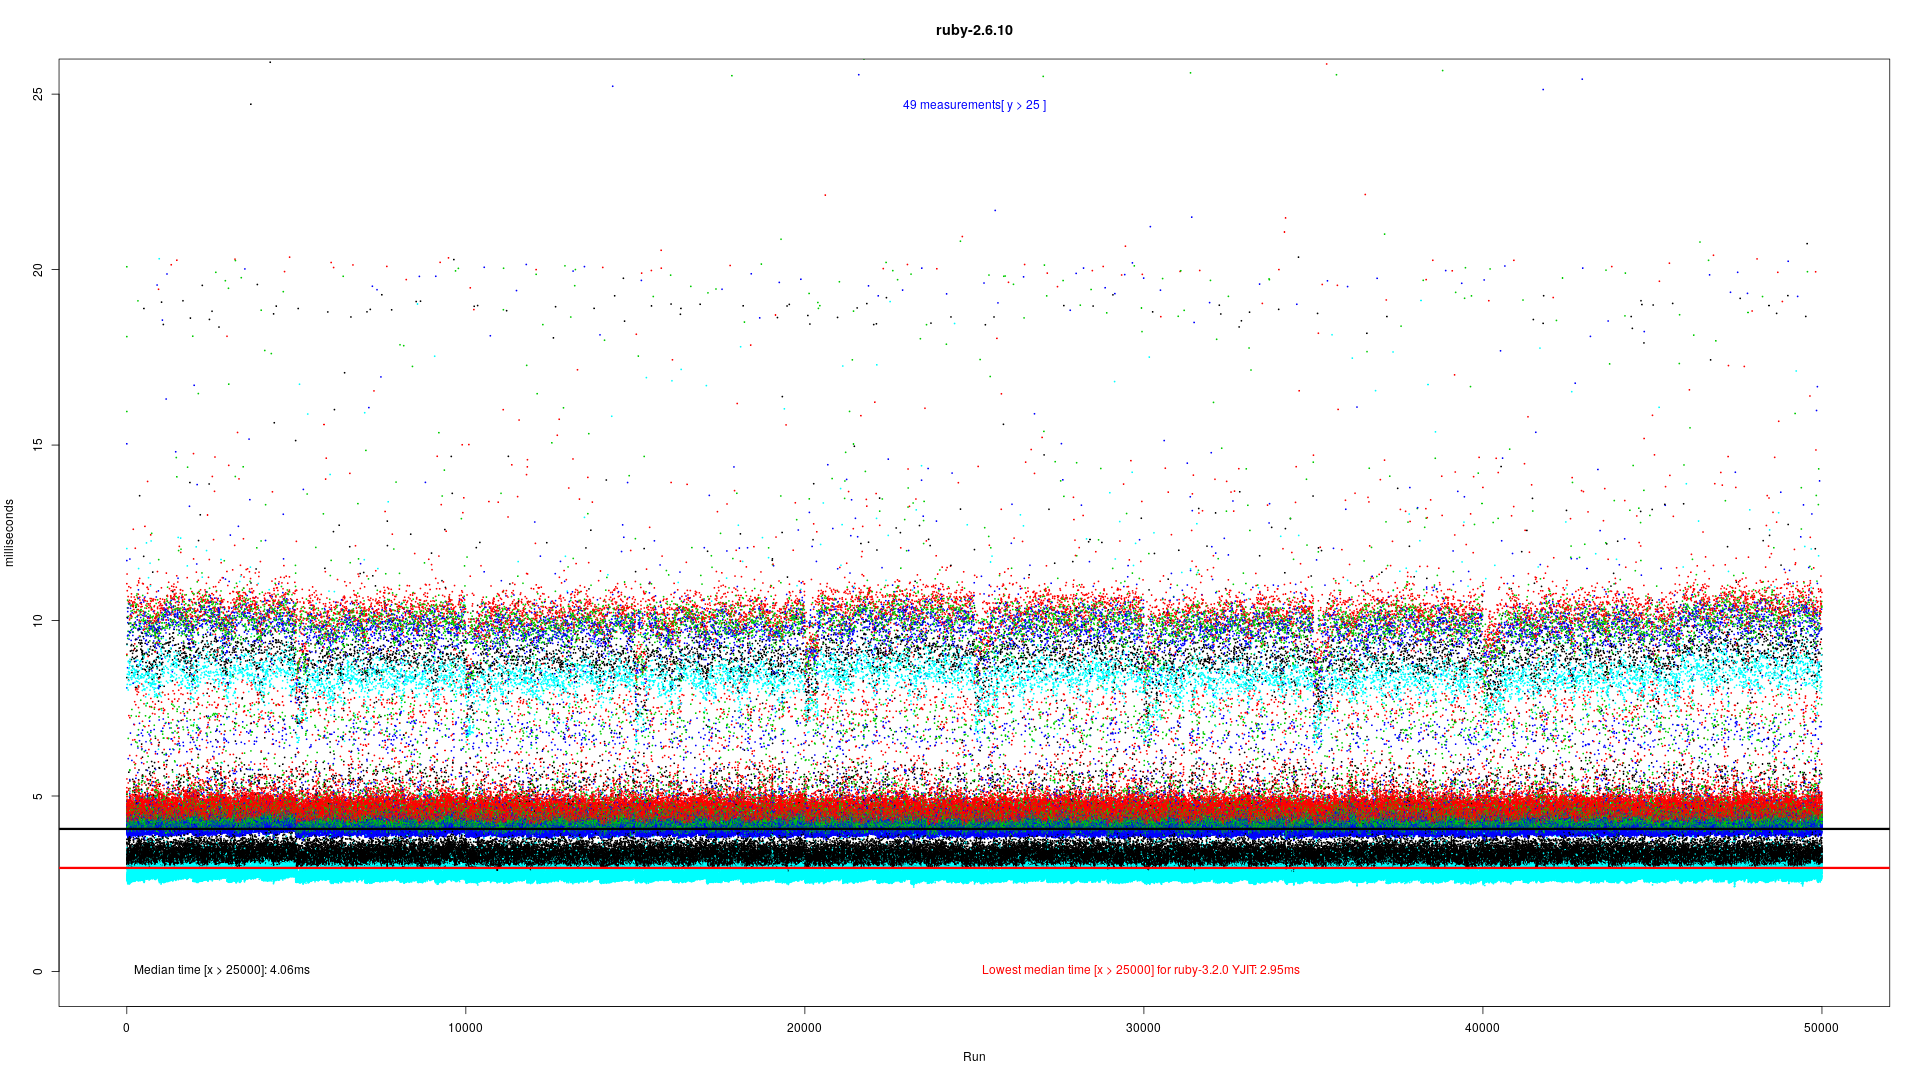 ruby-2.6.10
49 measurements[ y > 25 ]
milliseconds
25
20
15
10
5
0
Median time [x > 25000]: 4.06ms
Lowest median time [x > 25000] for ruby-3.2.0 YJIT: 2.95ms
0 10000 20000 30000 40000 50000
Run